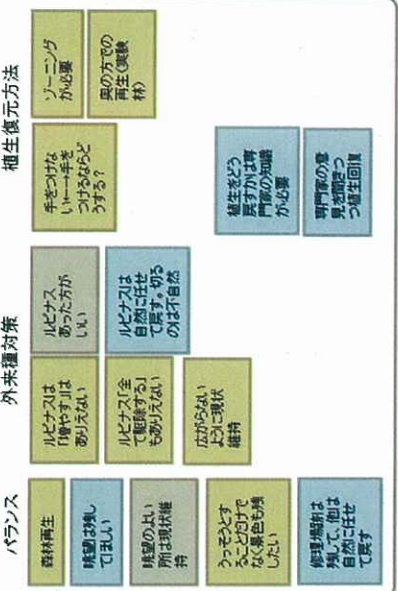 バランス
森林再生
眺望は残し
てほしい
眺望のよい
所は現状維
持
うっそうとす
ることだけで
なく景色も残
したい
修理場割は
残して、他は
自然に任せ
て戻す
外来種対策
ルピナスは
「増やす」は
ありえない
ルピナス「全
て駆除する」
もありえない
広がらない
ように現状
維持
ルピナス
あった方が
いい
ルピナスは
自然に任せ
て戻す。切る
のは不自然
植生復元方法
手をつけな
い←→手を
つけるならど
うする?
植生をどう
戻すかは専
門家の知識
が必要
専門家の意
見を聞きつ
つ植生回復
ゾーニング
が必要
奥の方での
再生(実験
林)